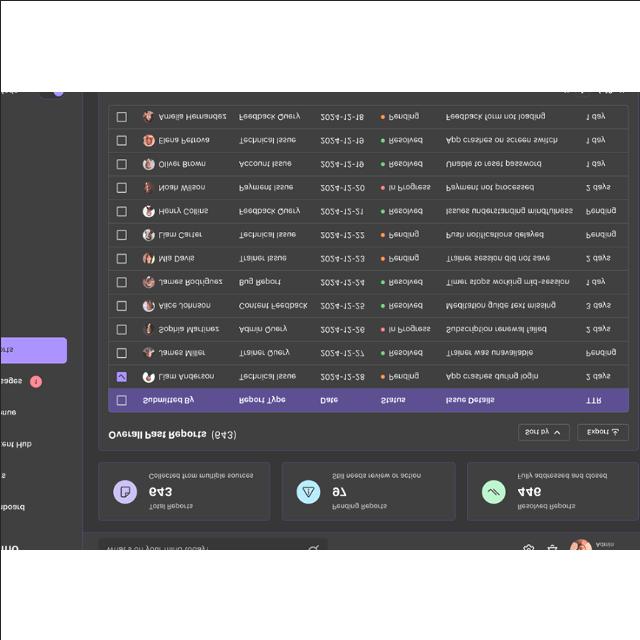 What's on your mind today?
Admin
board
s
ent Hub
nue
sages 1
orts
Total Reports
643
Collected from multiple sources
Pending Reports
97
Still needs review or action
Resolved Reports
446
Fully addressed and closed
Overall Past Reports (643) Sort by Export
Submitted By Report Type Date Status Issue Details TTR
Liam Anderson Technical Issue 2024-12-28 Pending App crashes during login 2 days
James Miller Trainer Query 2024-12-27 Resolved Trainer was unavailable Pending
Sophia Martinez Admin Query 2024-12-26 In Progress Subscription renewal failed 2 days
Alice Johnson Content Feedback 2024-12-25 Resolved Meditation guide text missing 3 days
James Rodriguez Bug Report 2024-12-24 Resolved Timer stops working mid-session 1 day
Mia Davis Trainer Issue 2024-12-23 Pending Trainer session did not save 2 days
Liam Carter Technical Issue 2024-12-22 Pending Push notifications delayed Pending
Henry Collins Feedback Query 2024-12-21 Resolved Issues understanding mindfulness Pending
Noah Wilson Payment Issue 2024-12-20 In Progress Payment not processed 2 days
Oliver Brown Account Issue 2024-12-19 Resolved Unable to reset password 1 day
Elena Petrova Technical Issue 2024-12-19 Resolved App crashes on screen switch 1 day
Amelia Hernandez Feedback Query 2024-12-18 Pending Feedback form not loading 1 day